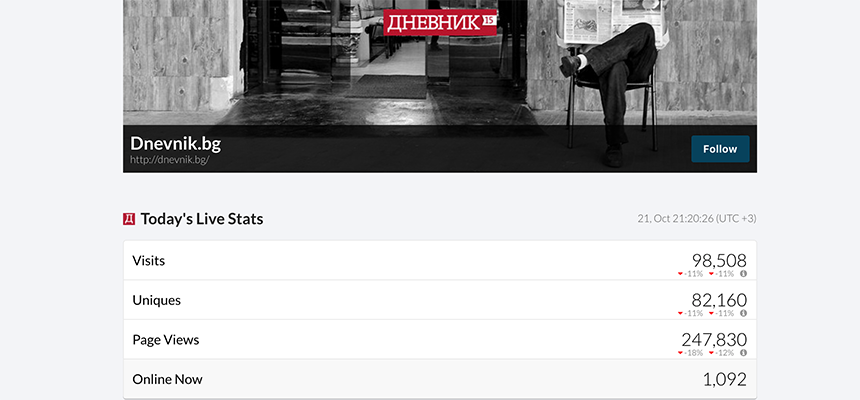 ДНЕВНИК 15
Dnevnik.bg
http://dnevnik.bg/
Follow
Д Today's Live Stats
21, Oct 21:20:26 (UTC +3)
Visits
98,508
-11% -11%
Uniques
82,160
-11% -11%
Page Views
247,830
-18% -12%
Online Now
1,092